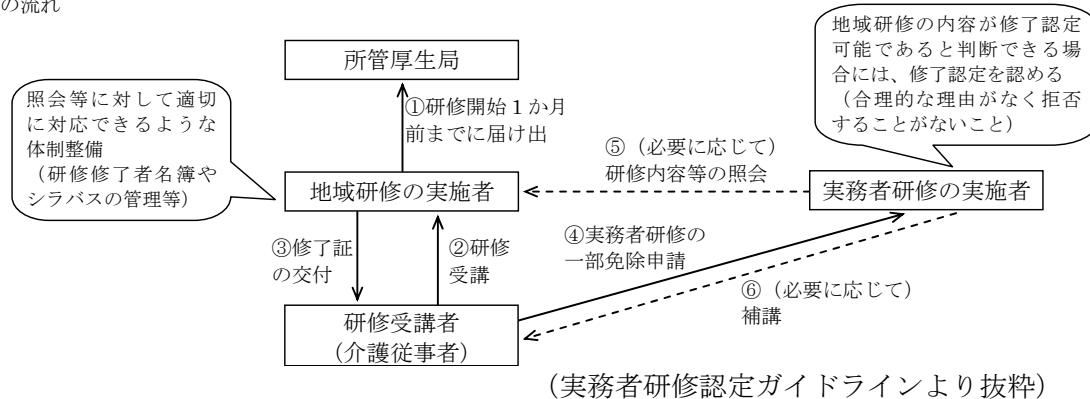 の流れ
地域研修の内容が修了認定
可能であると判断できる場
合には、修了認定を認める
（合理的な理由がなく拒否
することがないこと）
所管厚生局
照会等に対して適切
に対応できるような
体制整備
（研修修了者名簿や
シラバスの管理等）
①研修開始１か月
前までに届け出
⑤（必要に応じて）
研修内容等の照会
地域研修の実施者
実務者研修の実施者
③修了証
の交付
②研修
受講
④実務者研修の
一部免除申請
⑥（必要に応じて）
補講
研修受講者
（介護従事者）
（実務者研修認定ガイドラインより抜粋）